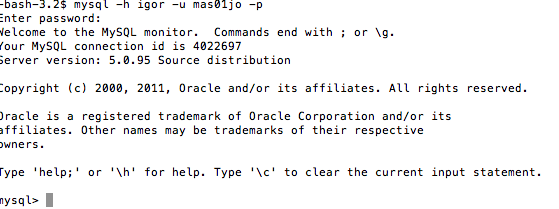 -bash-3.2$ mysql -h igor -u mas01jo -p
Enter password:
Welcome to the MySQL monitor.  Commands end with ; or \g.
Your MySQL connection id is 4022697
Server version: 5.0.95 Source distribution
Copyright (c) 2000, 2011, Oracle and/or its affiliates. All rights reserved.
Oracle is a registered trademark of Oracle Corporation and/or its
affiliates. Other names may be trademarks of their respective
owners.
Type 'help;' or '\h' for help. Type '\c' to clear the current input statement.
mysql>